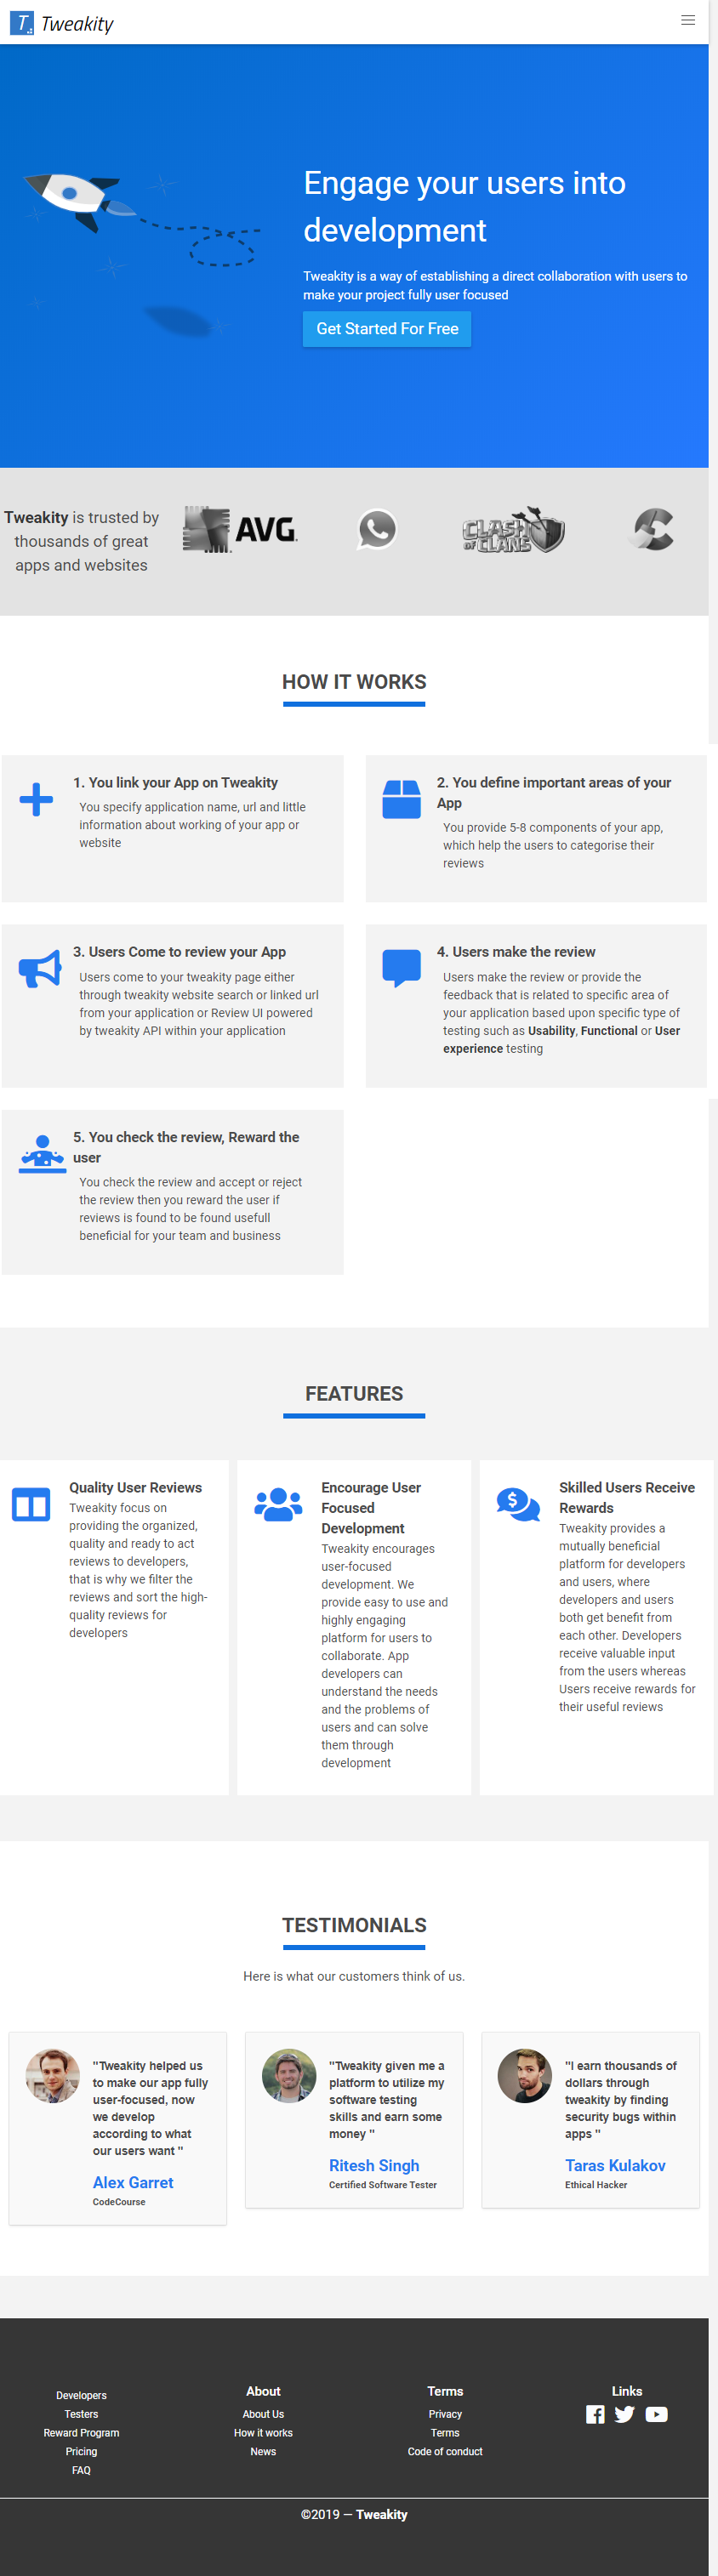 T. Tweakity
Engage your users into
development
Tweakity is a way of establishing a direct collaboration with users to
make your project fully user focused
Get Started For Free
Tweakity is trusted by
thousands of great
apps and websites
AVG.
CLASH
OF CLANS
HOW IT WORKS
1. You link your App on Tweakity
You specify application name, url and little
information about working of your app or
website
2. You define important areas of your
App
You provide 5-8 components of your app,
which help the users to categorise their
reviews
3. Users Come to review your App
Users come to your tweakity page either
through tweakity website search or linked url
from your application or Review UI powered
by tweakity API within your application
4. Users make the review
Users make the review or provide the
feedback that is related to specific area of
your application based upon specific type of
testing such as Usability, Functional or User
experience testing
5. You check the review, Reward the
user
You check the review and accept or reject
the review then you reward the user if
reviews is found to be found usefull
beneficial for your team and business
FEATURES
Quality User Reviews
Tweakity focus on
providing the organized,
quality and ready to act
reviews to developers,
that is why we filter the
reviews and sort the high-
quality reviews for
developers
Encourage User
Focused
Development
Tweakity encourages
user-focused
development. We
provide easy to use and
highly engaging
platform for users to
collaborate. App
developers can
understand the needs
and the problems of
users and can solve
them through
development
$
Skilled Users Receive
Rewards
Tweakity provides a
mutually beneficial
platform for developers
and users, where
developers and users
both get benefit from
each other. Developers
receive valuable input
from the users whereas
Users receive rewards for
their useful reviews
TESTIMONIALS
Here is what our customers think of us.
"Tweakity helped us
to make our app fully
user-focused, now
we develop
according to what
our users want "
Alex Garret
CodeCourse
"Tweakity given me a
platform to utilize my
software testing
skills and earn some
money "
Ritesh Singh
Certified Software Tester
"I earn thousands of
dollars through
tweakity by finding
security bugs within
apps "
Taras Kulakov
Ethical Hacker
Developers
Testers
Reward Program
Pricing
FAQ
About
About Us
How it works
News
Terms
Privacy
Terms
Code of conduct
Links
©2019 — Tweakity